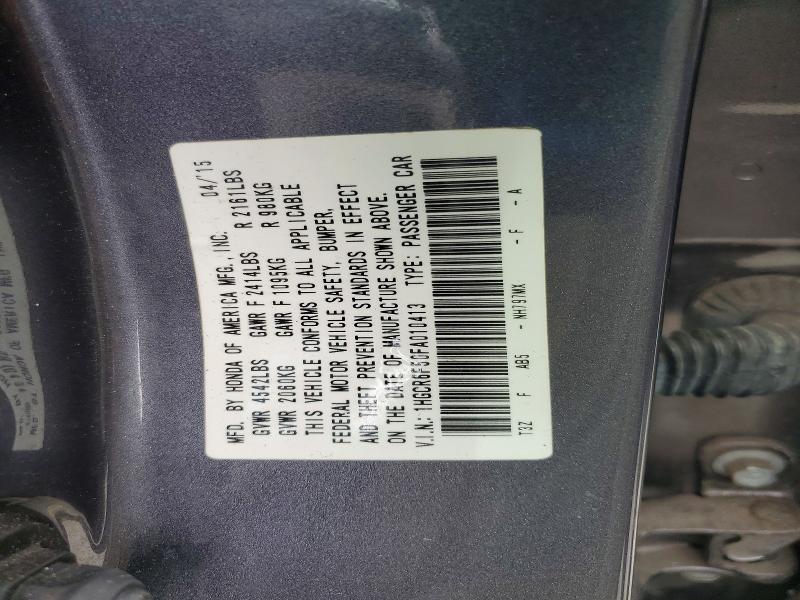 MFD. BY HONDA OF AMERICA MFG., INC. 04/'15
GVWR 4542LBS GAWR F 2414LBS R 2161LBS
GVWR 2060KG GAWR F 1095KG R 980KG
THIS VEHICLE CONFORMS TO ALL APPLICABLE
FEDERAL MOTOR VEHICLE SAFETY, BUMPER,
AND THEFT PREVENTION STANDARDS IN EFFECT
ON THE DATE OF MANUFACTURE SHOWN ABOVE.
V.I.N.: 1HGCR6F50FA010413 TYPE: PASSENGER CAR
T3Z F AB5 - NH797MX - F - A